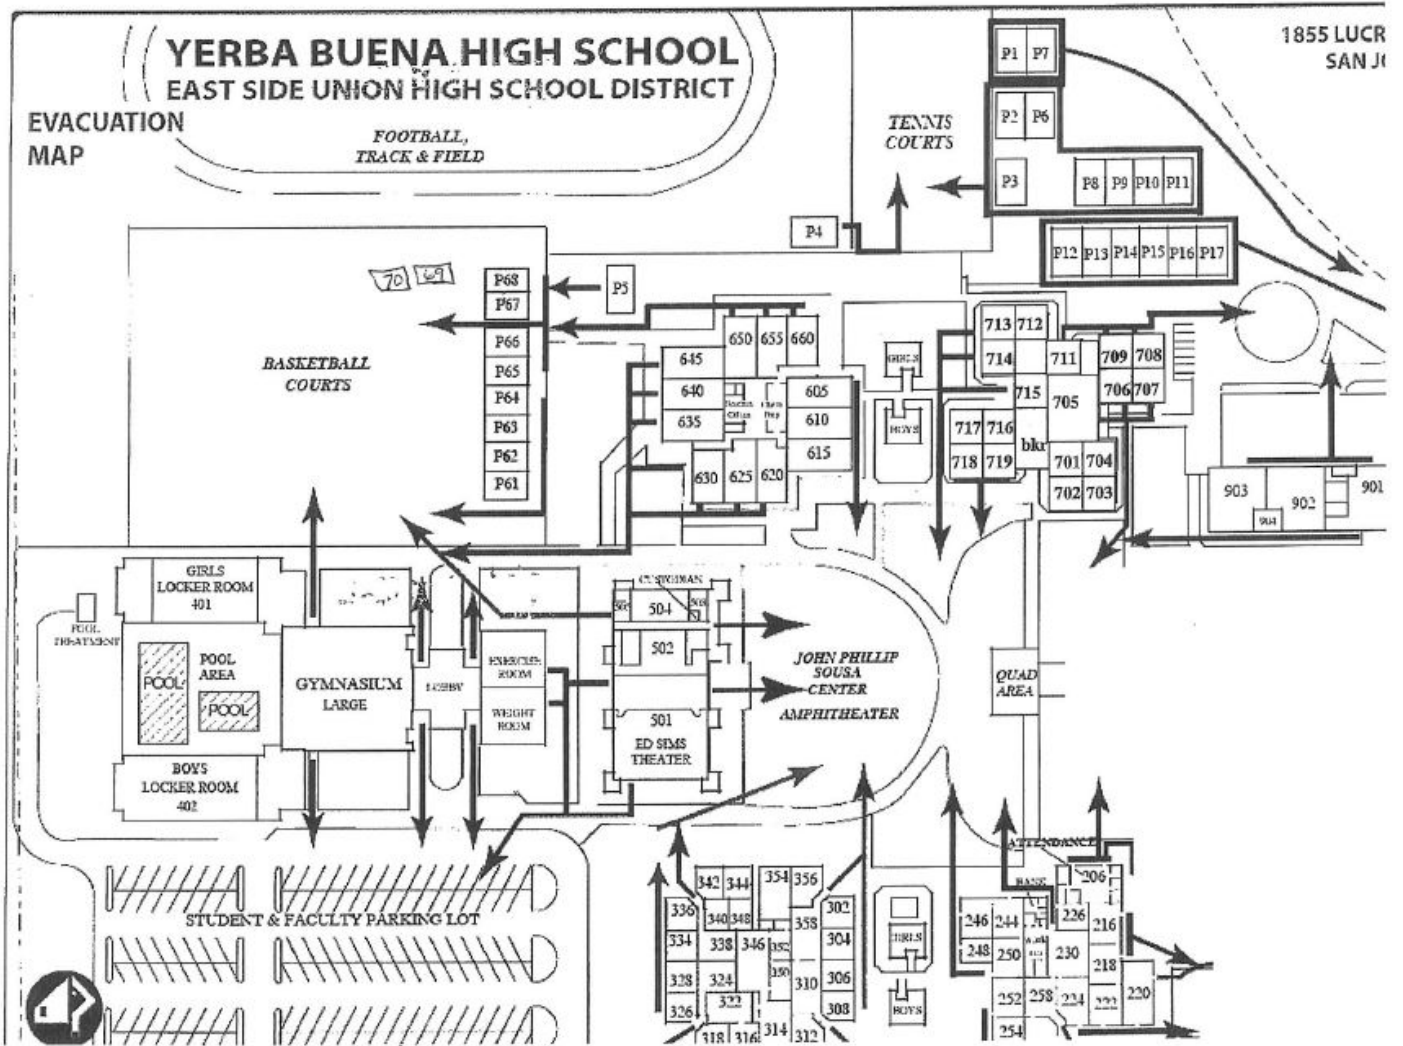 YERBA BUENA HIGH SCHOOL
EAST SIDE UNION HIGH SCHOOL DISTRICT
EVACUATION
MAP
1855 LUCR
SAN JO
FOOTBALL,
TRACK & FIELD
TENNIS
COURTS
P1 P7
P2 P6
P3
P8 P9 P10 P11
P4
P12 P13 P14 P15 P16 P17
70 69
P68
P67
P66
P65
P64
P63
P62
P61
P5
BASKETBALL
COURTS
650 655 660
645
640
635
605
610
615
630 625 620
GIRLS
BOYS
713 712
714
711
715
705
709 708
706 707
717 716
718 719
bkr
701 704
702 703
903
902
904
901
GIRLS
LOCKER ROOM
401
POOL
TREATMENT
POOL
AREA
POOL
POOL
BOYS
LOCKER ROOM
402
GYMNASIUM
LARGE
LOBBY
EXERCISE
ROOM
WEIGHT
ROOM
CUSTODIAN
504
502
501
ED SIMS
THEATER
JOHN PHILLIP
SOUSA
CENTER
AMPHITHEATER
QUAD
AREA
STUDENT & FACULTY PARKING LOT
342 344
354 356
336
340 348
358
302
334
338 346 352
304
328
324
350
310
306
326
322
308
318 316
314
312
GIRLS
BOYS
ATTENDANCE
206
246 244
226
216
248
250
230
218
252
258
224
222
220
254